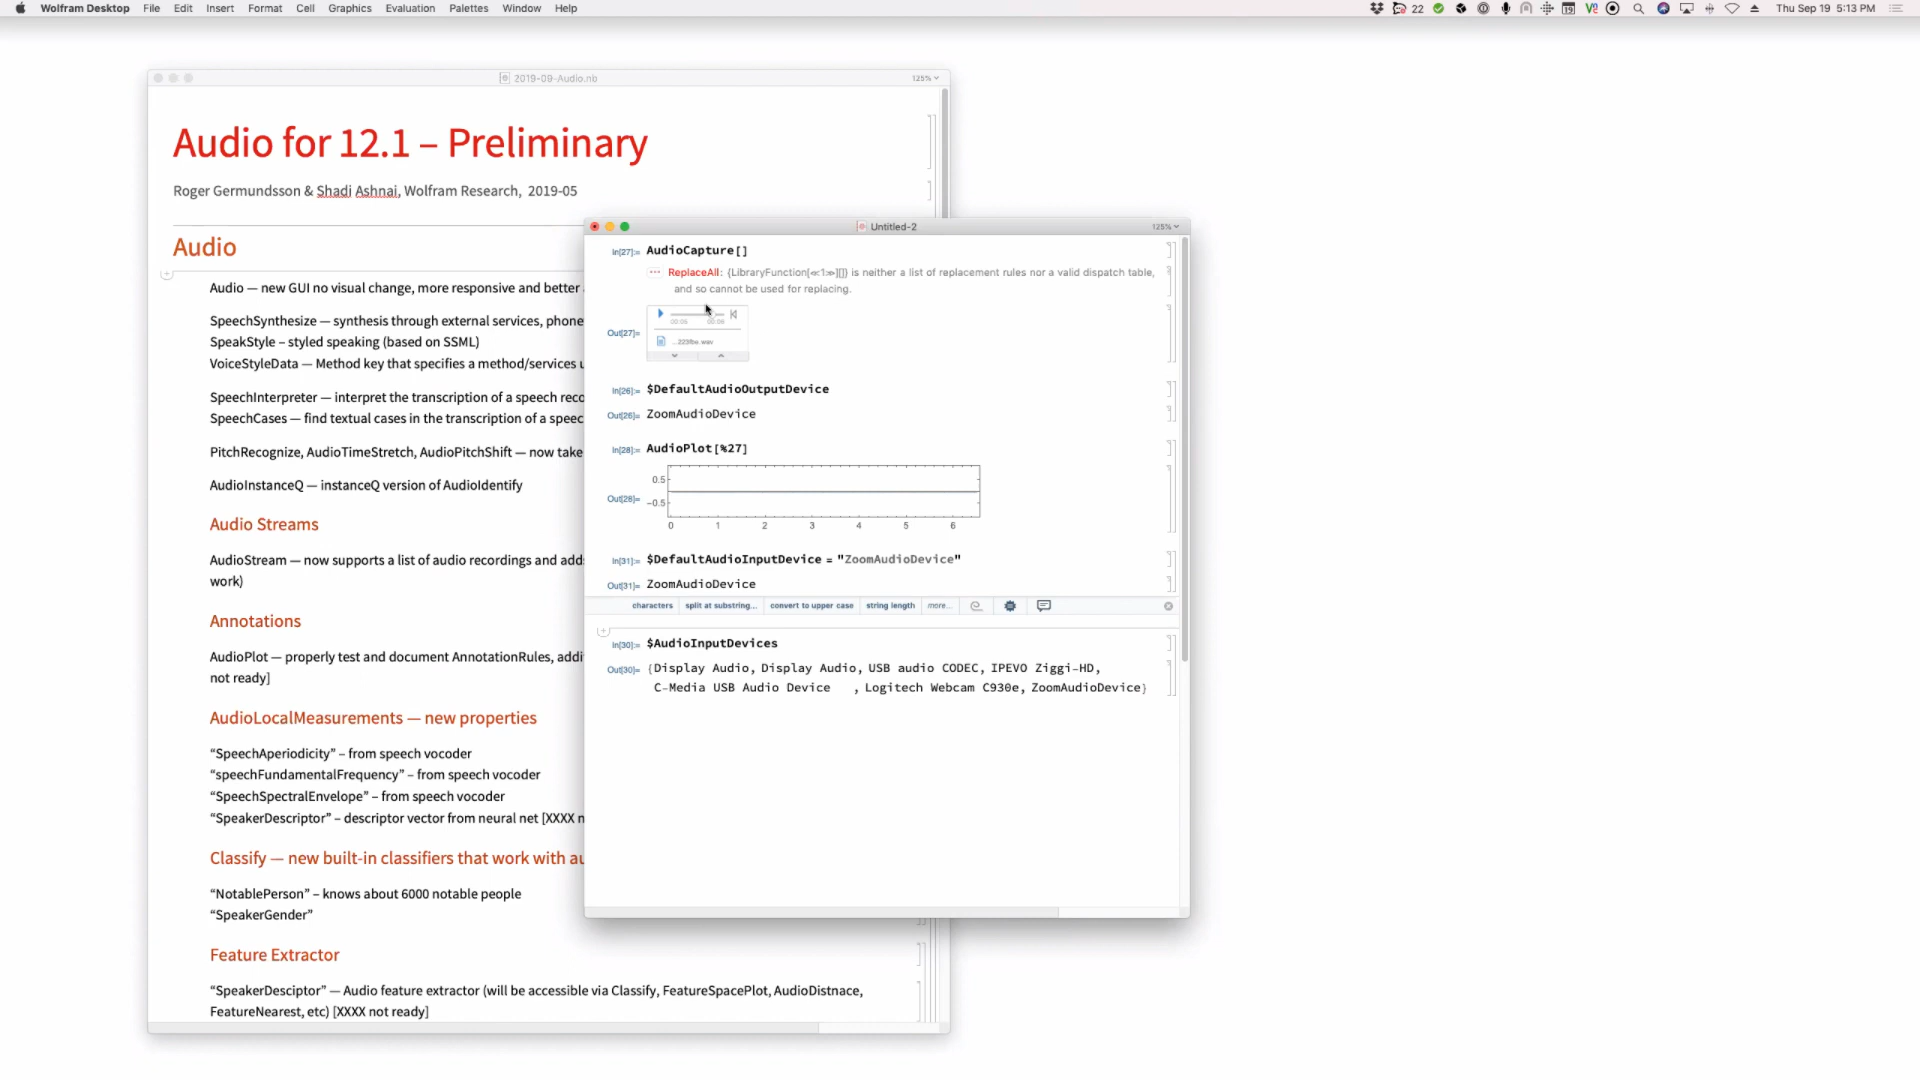 Wolfram Desktop File Edit Insert Format Cell Graphics Evaluation Palettes Window Help 22 19 Thu Sep 19 5:13 PM
2019-09-Audio.nb 125%
Audio for 12.1 – Preliminary
Roger Germundsson & Shadi Ashnai, Wolfram Research, 2019-05
Audio
Audio — new GUI no visual change, more responsive and better
SpeechSynthesize — synthesis through external services, phone
SpeakStyle – styled speaking (based on SSML)
VoiceStyleData — Method key that specifies a method/services u
SpeechInterpreter — interpret the transcription of a speech reco
SpeechCases — find textual cases in the transcription of a speec
PitchRecognize, AudioTimeStretch, AudioPitchShift — now take
AudioInstanceQ — instanceQ version of AudioIdentify
Audio Streams
AudioStream — now supports a list of audio recordings and adds
work)
Annotations
AudioPlot — properly test and document AnnotationRules, addi
not ready]
AudioLocalMeasurements — new properties
“SpeechAperiodicity” – from speech vocoder
“speechFundamentalFrequency” – from speech vocoder
“SpeechSpectralEnvelope” – from speech vocoder
“SpeakerDescriptor” – descriptor vector from neural net [XXXX n
Classify — new built-in classifiers that work with au
“NotablePerson” – knows about 6000 notable people
“SpeakerGender”
Feature Extractor
“SpeakerDesciptor” — Audio feature extractor (will be accessible via Classify, FeatureSpacePlot, AudioDistnace,
FeatureNearest, etc) [XXXX not ready]
Untitled-2 125%
In[27]:= AudioCapture[]
ReplaceAll: {LibraryFunction[«1»][]} is neither a list of replacement rules nor a valid dispatch table,
and so cannot be used for replacing.
00:06 00:06
Out[27]=
...223fbe.wav
In[26]:= $DefaultAudioOutputDevice
Out[26]= ZoomAudioDevice
In[28]:= AudioPlot[%27]
0.5
Out[28]= -0.5
0 1 2 3 4 5 6
In[31]:= $DefaultAudioInputDevice = "ZoomAudioDevice"
Out[31]= ZoomAudioDevice
characters split at substring... convert to upper case string length more...
In[30]:= $AudioInputDevices
Out[30]= {Display Audio, Display Audio, USB audio CODEC, IPEVO Ziggi-HD,
C-Media USB Audio Device , Logitech Webcam C930e, ZoomAudioDevice}